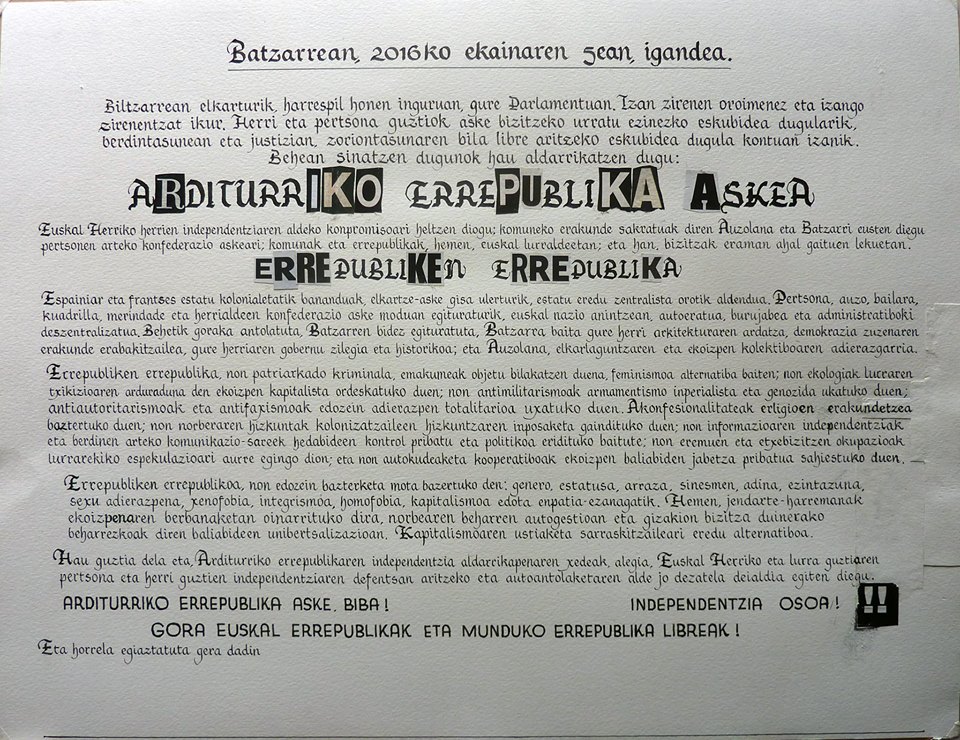 Batzarrean, 2016ko ekainaren 5ean, igandea.
Biltzarrean elkarturik, harrespil honen inguruan, gure Parlamentuan. Izan zirenen oroimenez eta izango
zirenentzat ikur. Herri eta pertsona guztiok aske bizitzeko urratu ezinezko eskubidea dugularik,
berdintasunean eta justizian, zoriontasunaren bila libre aritzeko eskubidea dugula kontuan izanik.
Behean sinatzen dugunok hau aldarrikatzen dugu:
ARDITURRIKO ERREPUBLIKA ASKEA
Euskal Herriko herrien independentziaren aldeko konpromisoari heltzen diogu; komuneko erakunde sakratuak diren Auzolana eta Batzarri eusten diegu
pertsonen arteko konfederazio askeari; komunak eta errepublikak, hemen, euskal lurraldeetan; eta han, bizitzak eraman ahal gaituen lekuetan.
ERREPUBLIKEN ERREPUBLIKA
Espainiar eta frantses estatu kolonialetatik bananduak, elkartze-aske gisa ulerturik, estatu eredu zentralista orotik aldendua. Pertsona, auzo, bailara,
kuadrilla, merindade eta herrialdeen konfederazio aske moduan egituraturik, euskal nazio anintzean, autoeratua, burujabea eta administratiboki
deszentralizatua. Behetik goraka antolatuta, Batzarren bidez egituratuta, Batzarra baita gure herri arkitekturaren ardatza, demokrazia zuzenaren
erakunde erabakitzailea, gure herriaren gobernu zilegia eta historikoa; eta Auzolana, elkarlaguntzaren eta ekoizpen kolektiboaren adierazgarria.
Errepubliken errepublika, non patriarkado kriminala, emakumeak objetu bilakatzen duena, feminismoa alternatiba baiten; non ekologiak lurraren
txikizioaren arduraduna den ekoizpen kapitalista ordeskatuko duen; non antimilitarismoak armamentismo inperialista eta genozida ukatuko duen;
antiautoritarismoak eta antifaxismoak edozein adierazpen totalitarioa uxatuko duen. Akonfesionalitateak erligioen erakundetzea
baztertuko duen; non norberaren hizkuntak kolonizatzaileen hizkuntzaren inposaketa gaindituko duen; non informazioaren independentziak
eta berdinen arteko komunikazio-sareek hedabideen kontrol pribatu eta politikoa eridituko baitute; non eremuen eta etxebizitzen okupazioak
lurrarekiko espekulazioari aurre egingo dion; eta non autokudeaketa kooperatiboak ekoizpen baliabiden jabetza pribatua sahiestuko duen.
Errepubliken errepublikoa, non edozein bazterketa mota bazertuko den: genero, estatusa, arraza, sinesmen, adina, ezintazuna,
sexu adierazpena, xenofobia, integrismoa, homofobia, kapitalismoa edota enpatia-ezanagatik. Hemen, jendarte-harremanak
ekoizpenaren berbanaketan oinarrituko dira, norbearen beharren autogestioan eta gizakion bizitza duinerako
beharrezkoak diren baliabideen unibertsalizazioan. Kapitalismoaren ustiaketa sarraskitzaileari eredu alternatiboa.
Hau guztia dela eta, Arditurriko errepublikaren independentzia aldarrikapenaren xedeak, alegia, Euskal Herriko eta lurra guztiaren
pertsona eta herri guztien independentziaren defentsan aritzeko eta autoantolaketaren alde jo dezatela deialdia egiten diegu.
ARDITURRIKO ERREPUBLIKA ASKE, BIBA! INDEPENDENTZIA OSOA! !!
GORA EUSKAL ERREPUBLIKAK ETA MUNDUKO ERREPUBLIKA LIBREAK!
Eta horrela egiaztatuta gera dadin